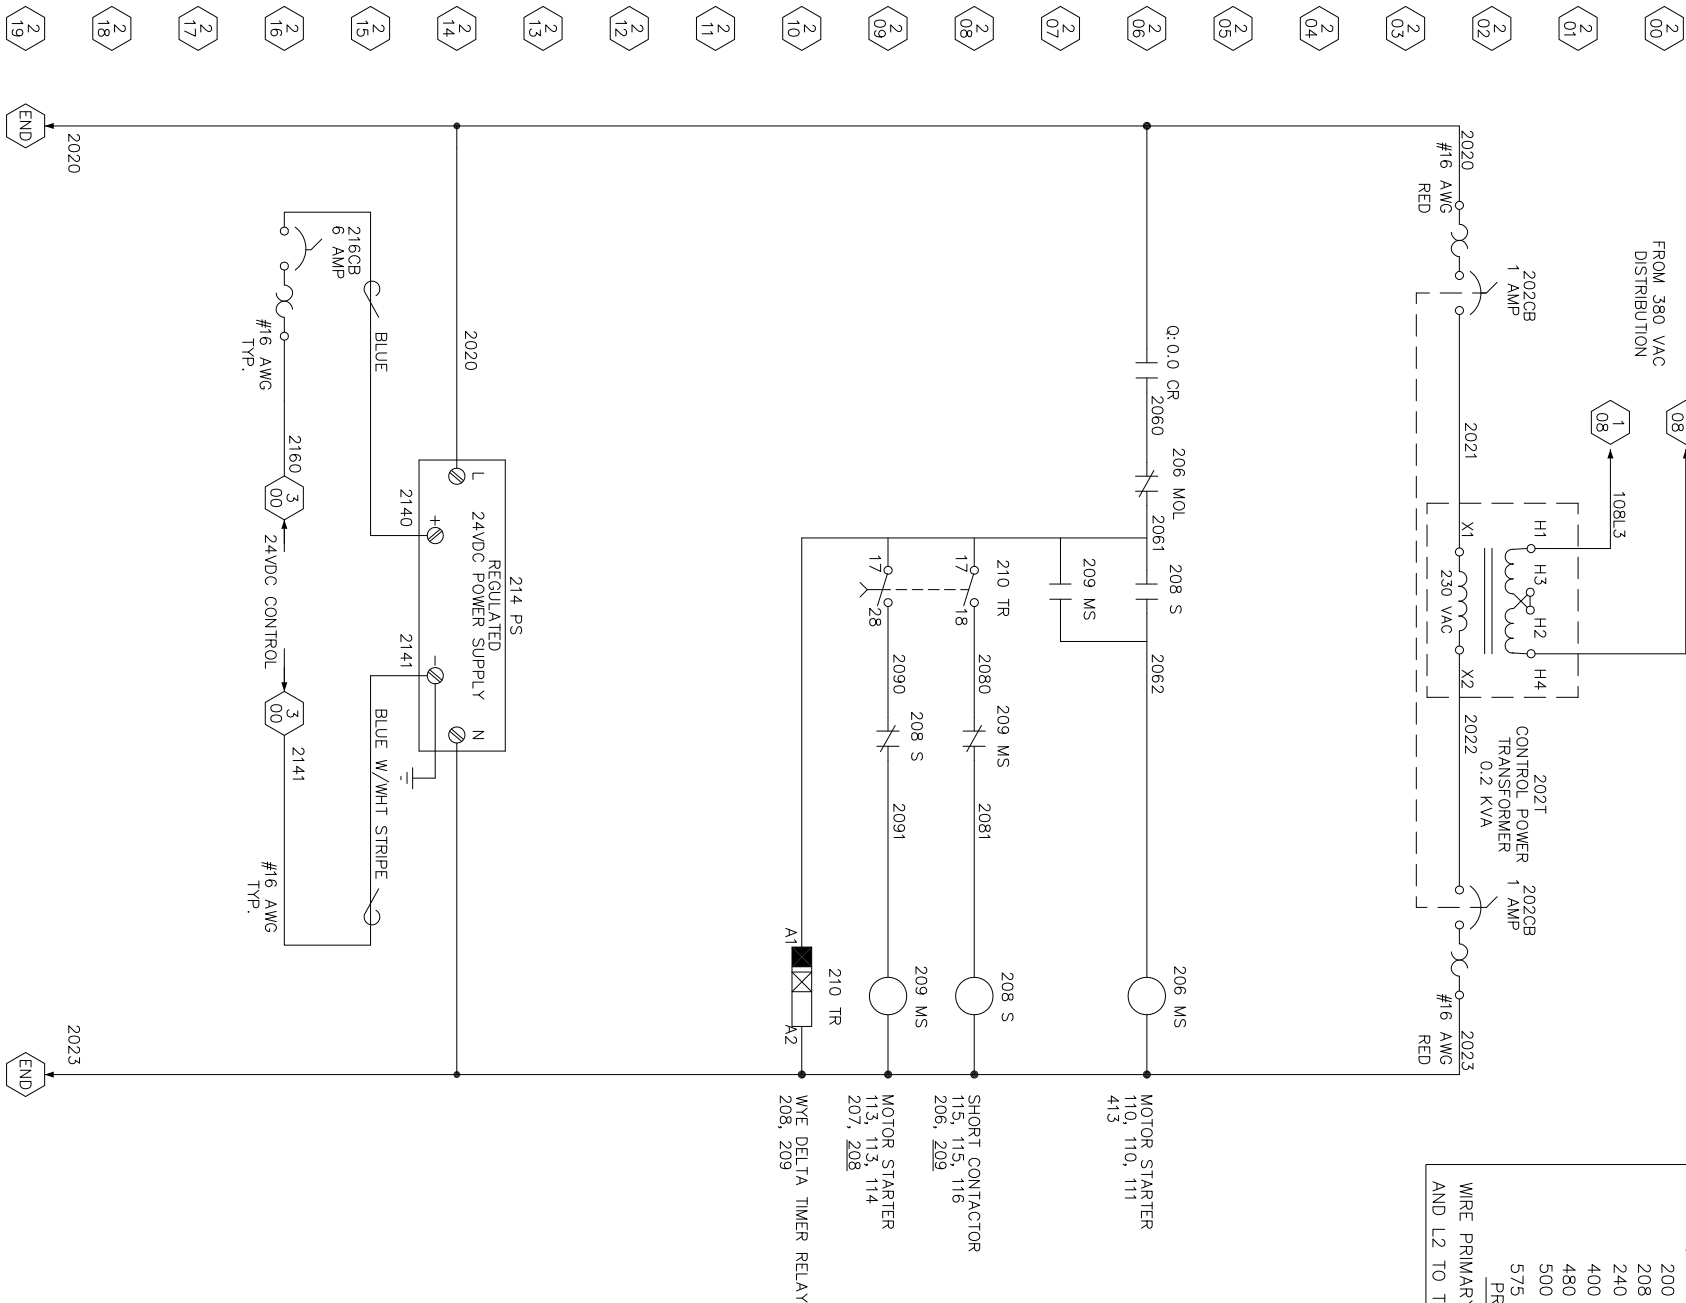 2 00
2 01
2 02
2 03
2 04
2 05
2 06
2 07
2 08
2 09
2 10
2 11
2 12
2 13
2 14
2 15
2 16
2 17
2 18
2 19
FROM 380 VAC
DISTRIBUTION
08
1 08
108L3
H1
H3
H2
H4
X1
230 VAC
X2
202T
CONTROL POWER
TRANSFORMER
0.2 KVA
2020
#16 AWG
RED
202CB
1 AMP
2021
2022
202CB
1 AMP
2023
#16 AWG
RED
Q:0.0 CR
2060
206 MOL
2061
208 S
2062
206 MS
MOTOR STARTER
110, 110, 111
413
209 MS
210 TR
17
18
2080
209 MS
2081
208 S
SHORT CONTACTOR
115, 115, 116
206, 209
17
28
2090
208 S
2091
209 MS
MOTOR STARTER
113, 113, 114
207, 208
A1
210 TR
A2
WYE DELTA TIMER RELAY
208, 209
2020
214 PS
REGULATED
24VDC POWER SUPPLY
L
N
+
-
2140
2141
BLUE
BLUE W/WHT STRIPE
216CB
6 AMP
#16 AWG
TYP.
2160
3 00
24VDC CONTROL
3 00
2141
#16 AWG
TYP.
END
2020
2023
END
200
208
240
400
480
500
575
PR
WIRE PRIMARY
AND L2 TO T